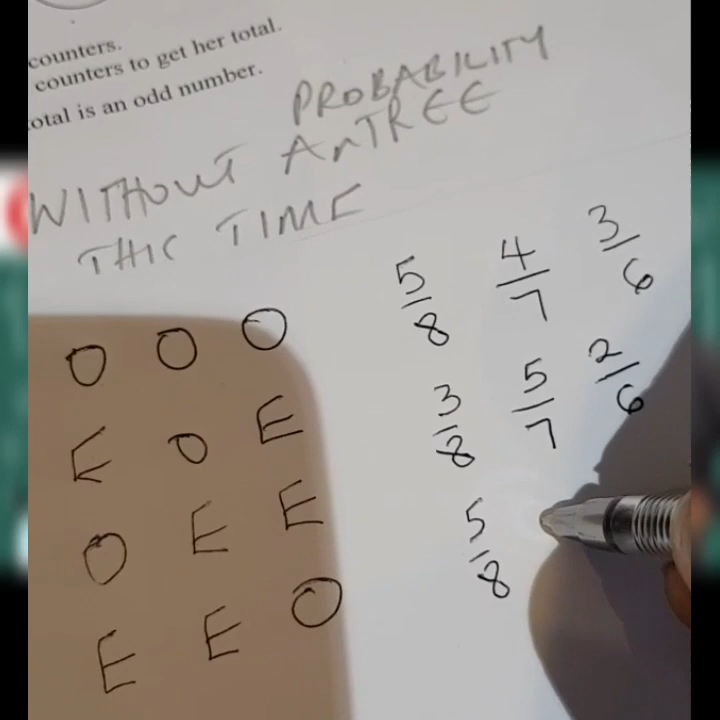 counters.
counters to get her total.
otal is an odd number.
PROBABILITY
WITHOUT A TREE
THIS TIME
O O O 5/8 4/7 3/6
E O E 3/8 5/7 2/6
O E E 5/8
E E O